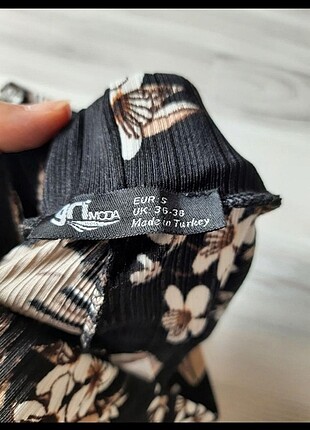 MODA
EUR: S
UK: 36-38
Made in Turkey